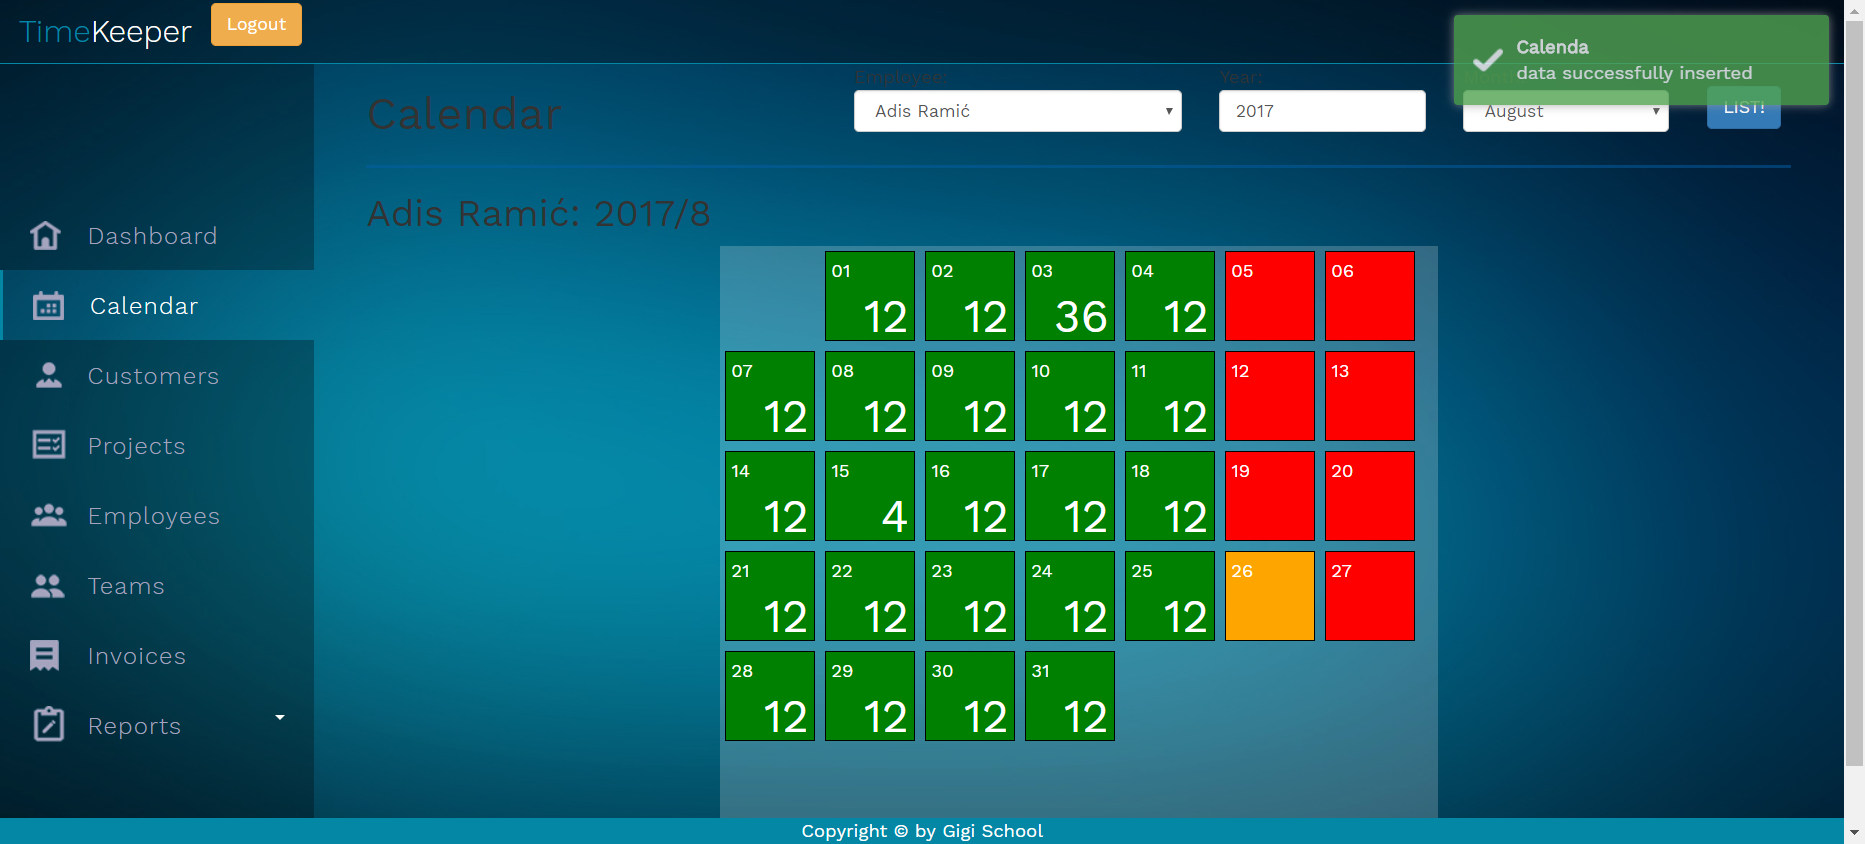 TimeKeeper
Logout
Calenda
data successfully inserted
Calendar
Employee:
Adis Ramić
Year:
2017
August
LIST!
Adis Ramić: 2017/8
Dashboard
Calendar
Customers
Projects
Employees
Teams
Invoices
Reports
01 12 02 12 03 36 04 12 05 06
07 12 08 12 09 12 10 12 11 12 12 13
14 12 15 4 16 12 17 12 18 12 19 20
21 12 22 12 23 12 24 12 25 12 26 27
28 12 29 12 30 12 31 12
Copyright © by Gigi School